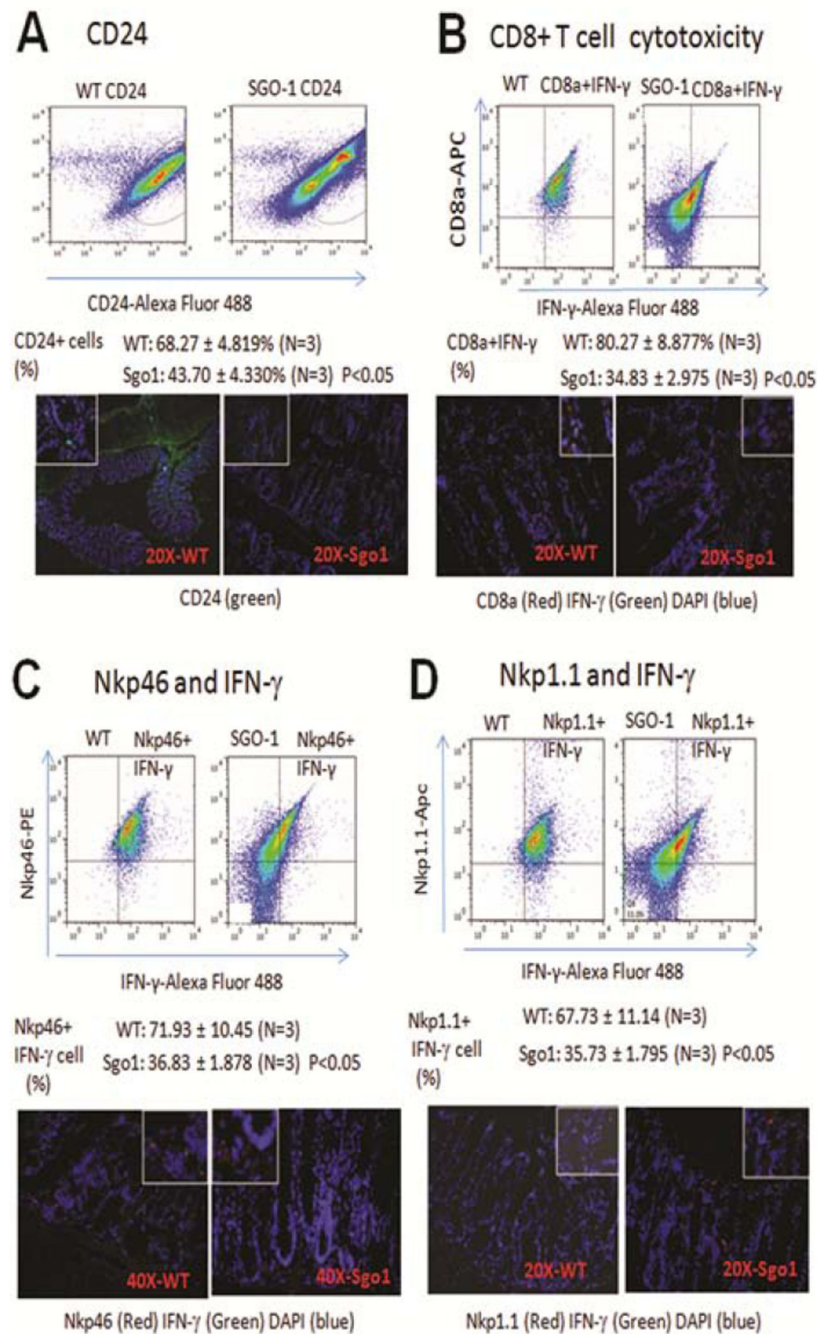 A CD24
WT CD24 SGO-1 CD24
CD24-Alexa Fluor 488
CD24+ cells WT: 68.27 ± 4.819% (N=3)
(%) Sgo1: 43.70 ± 4.330% (N=3) P<0.05
20X-WT 20X-Sgo1
CD24 (green)
B CD8+ T cell cytotoxicity
WT CD8a+IFN-γ SGO-1 CD8a+IFN-γ
CD8a-APC
IFN-γ-Alexa Fluor 488
CD8a+IFN-γ WT: 80.27 ± 8.877% (N=3)
(%) Sgo1: 34.83 ± 2.975 (N=3) P<0.05
20X-WT 20X-Sgo1
CD8a (Red) IFN-γ (Green) DAPI (blue)
C Nkp46 and IFN-γ
WT Nkp46+ SGO-1 Nkp46+
IFN-γ IFN-γ
Nkp46-PE
IFN-γ-Alexa Fluor 488
Nkp46+ WT: 71.93 ± 10.45 (N=3)
IFN-γ cell Sgo1: 36.83 ± 1.878 (N=3) P<0.05
(%)
40X-WT 40X-Sgo1
Nkp46 (Red) IFN-γ (Green) DAPI (blue)
D Nkp1.1 and IFN-γ
WT Nkp1.1+ SGO-1 Nkp1.1+
IFN-γ IFN-γ
Nkp1.1-Apc
IFN-γ-Alexa Fluor 488
Nkp1.1+ WT: 67.73 ± 11.14 (N=3)
IFN-γ cell Sgo1: 35.73 ± 1.795 (N=3) P<0.05
(%)
20X-WT 20X-Sgo1
Nkp1.1 (Red) IFN-γ (Green) DAPI (blue)